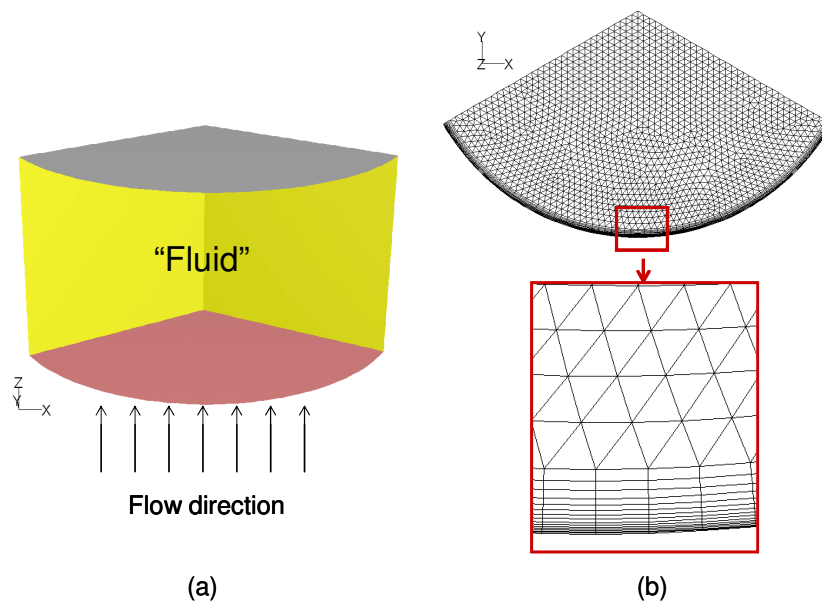 "Fluid"
Z
Y X
Flow direction
(a)
Y
Z X
(b)